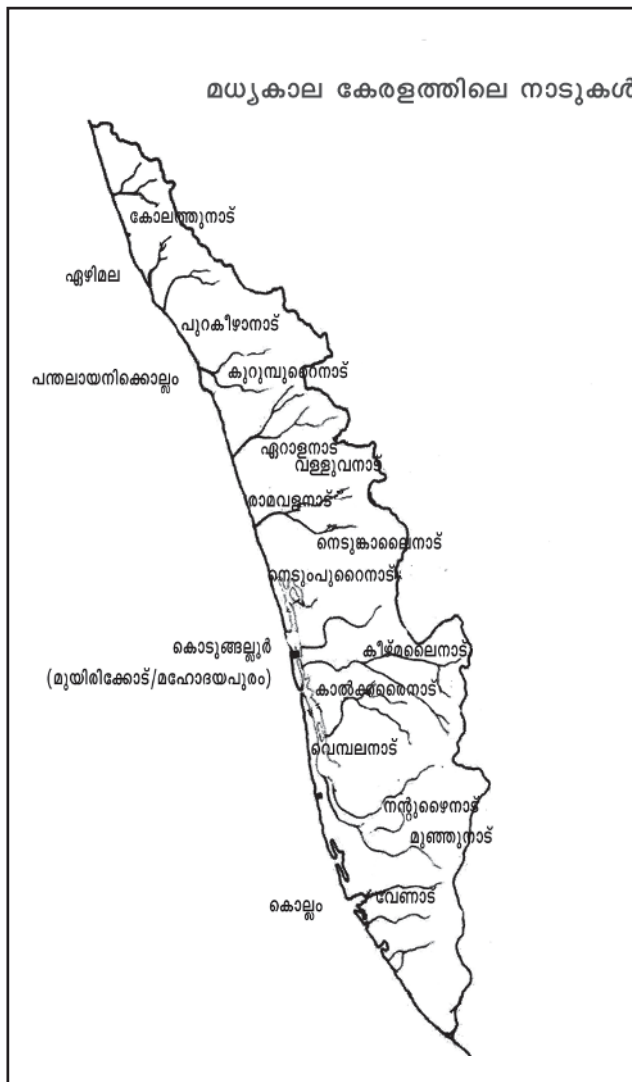 മധ്യകാല കേരളത്തിലെ നാടുകൾ
കോലത്തുനാട്
ഏഴിമല
പുറകീഴാനാട്
കുറുമ്പുറൈനാട്
പന്തലായനിക്കൊല്ലം
ഏറാളനാട്
വള്ളുവനാട്
രാമവളനാട്
നെടുങ്കാലൈനാട്
നെടുംപുറൈനാട്
കൊടുങ്ങല്ലൂർ
കീഴ്മലൈനാട്
(മുയിരിക്കോട്/മഹോദയപുരം)
കാൽക്കരൈനാട്
വെമ്പലനാട്
നന്റുഴൈനാട്
മുഞ്ഞുനാട്
വേണാട്
കൊല്ലം